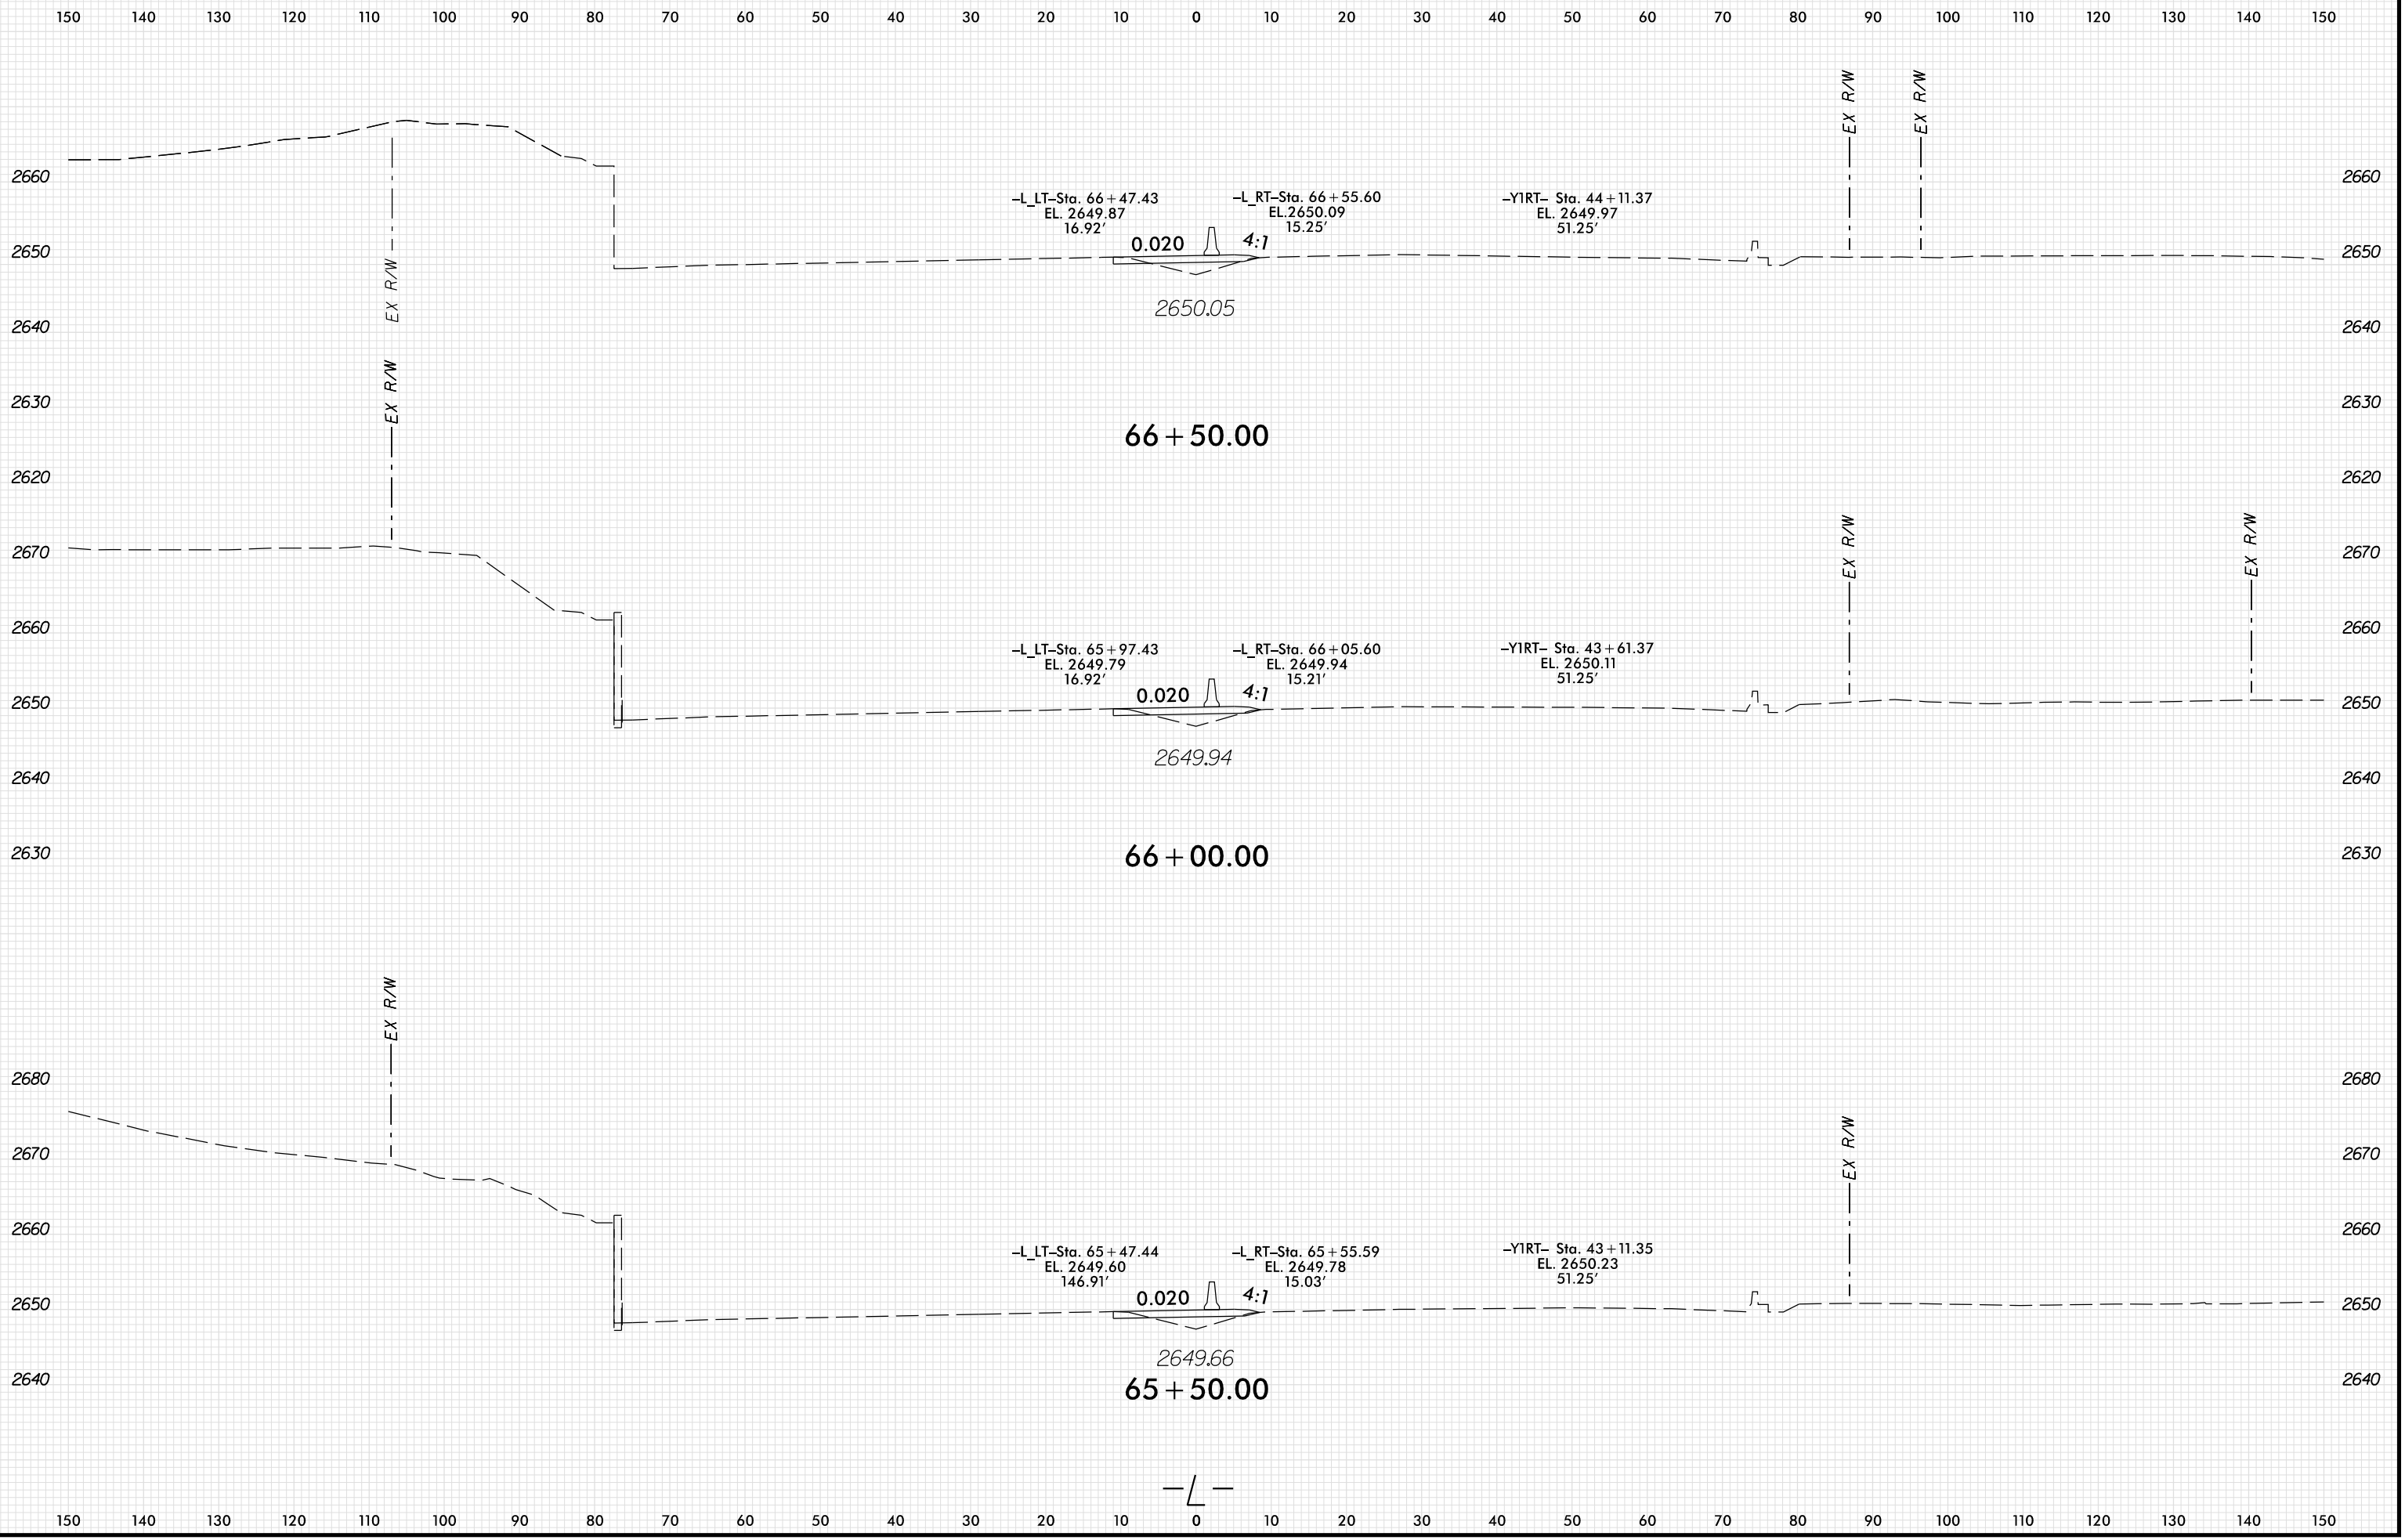 150 140 130 120 110 100 90 80 70 60 50 40 30 20 10 0 10 20 30 40 50 60 70 80 90 100 110 120 130 140 150
EX R/W EX R/W
2660 2660
–L_LT–Sta. 66+47.43
EL. 2649.87
16.92′
–L_RT–Sta. 66+55.60
EL.2650.09
15.25′
–Y1RT– Sta. 44+11.37
EL. 2649.97
51.25′
0.020 4:1
2650 2650
EX R/W
2650.05
2640 2640
EX R/W
2630 2630
66+50.00
2620 2620
EX R/W EX R/W
2670 2670
2660 2660
–L_LT–Sta. 65+97.43
EL. 2649.79
16.92′
–L_RT–Sta. 66+05.60
EL. 2649.94
15.21′
–Y1RT– Sta. 43+61.37
EL. 2650.11
51.25′
0.020 4:1
2650 2650
2649.94
2640 2640
2630 2630
66+00.00
EX R/W
2680 2680
EX R/W
2670 2670
2660 2660
–L_LT–Sta. 65+47.44
EL. 2649.60
146.91′
–L_RT–Sta. 65+55.59
EL. 2649.78
15.03′
–Y1RT– Sta. 43+11.35
EL. 2650.23
51.25′
0.020 4:1
2650 2650
2649.66
2640 2640
65+50.00
–L–
150 140 130 120 110 100 90 80 70 60 50 40 30 20 10 0 10 20 30 40 50 60 70 80 90 100 110 120 130 140 150